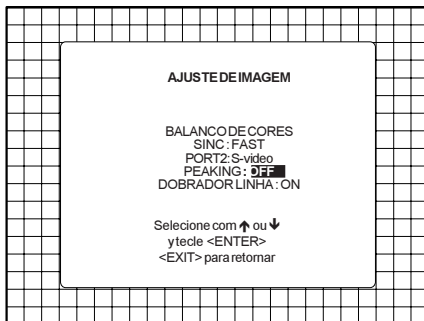 AJUSTE DE IMAGEM
BALANCO DE CORES
SINC : FAST
PORT2: S-video
PEAKING : OFF
DOBRADOR LINHA : ON
Selecione com ↑ ou ↓
y tecle <ENTER>
<EXIT> para retornar